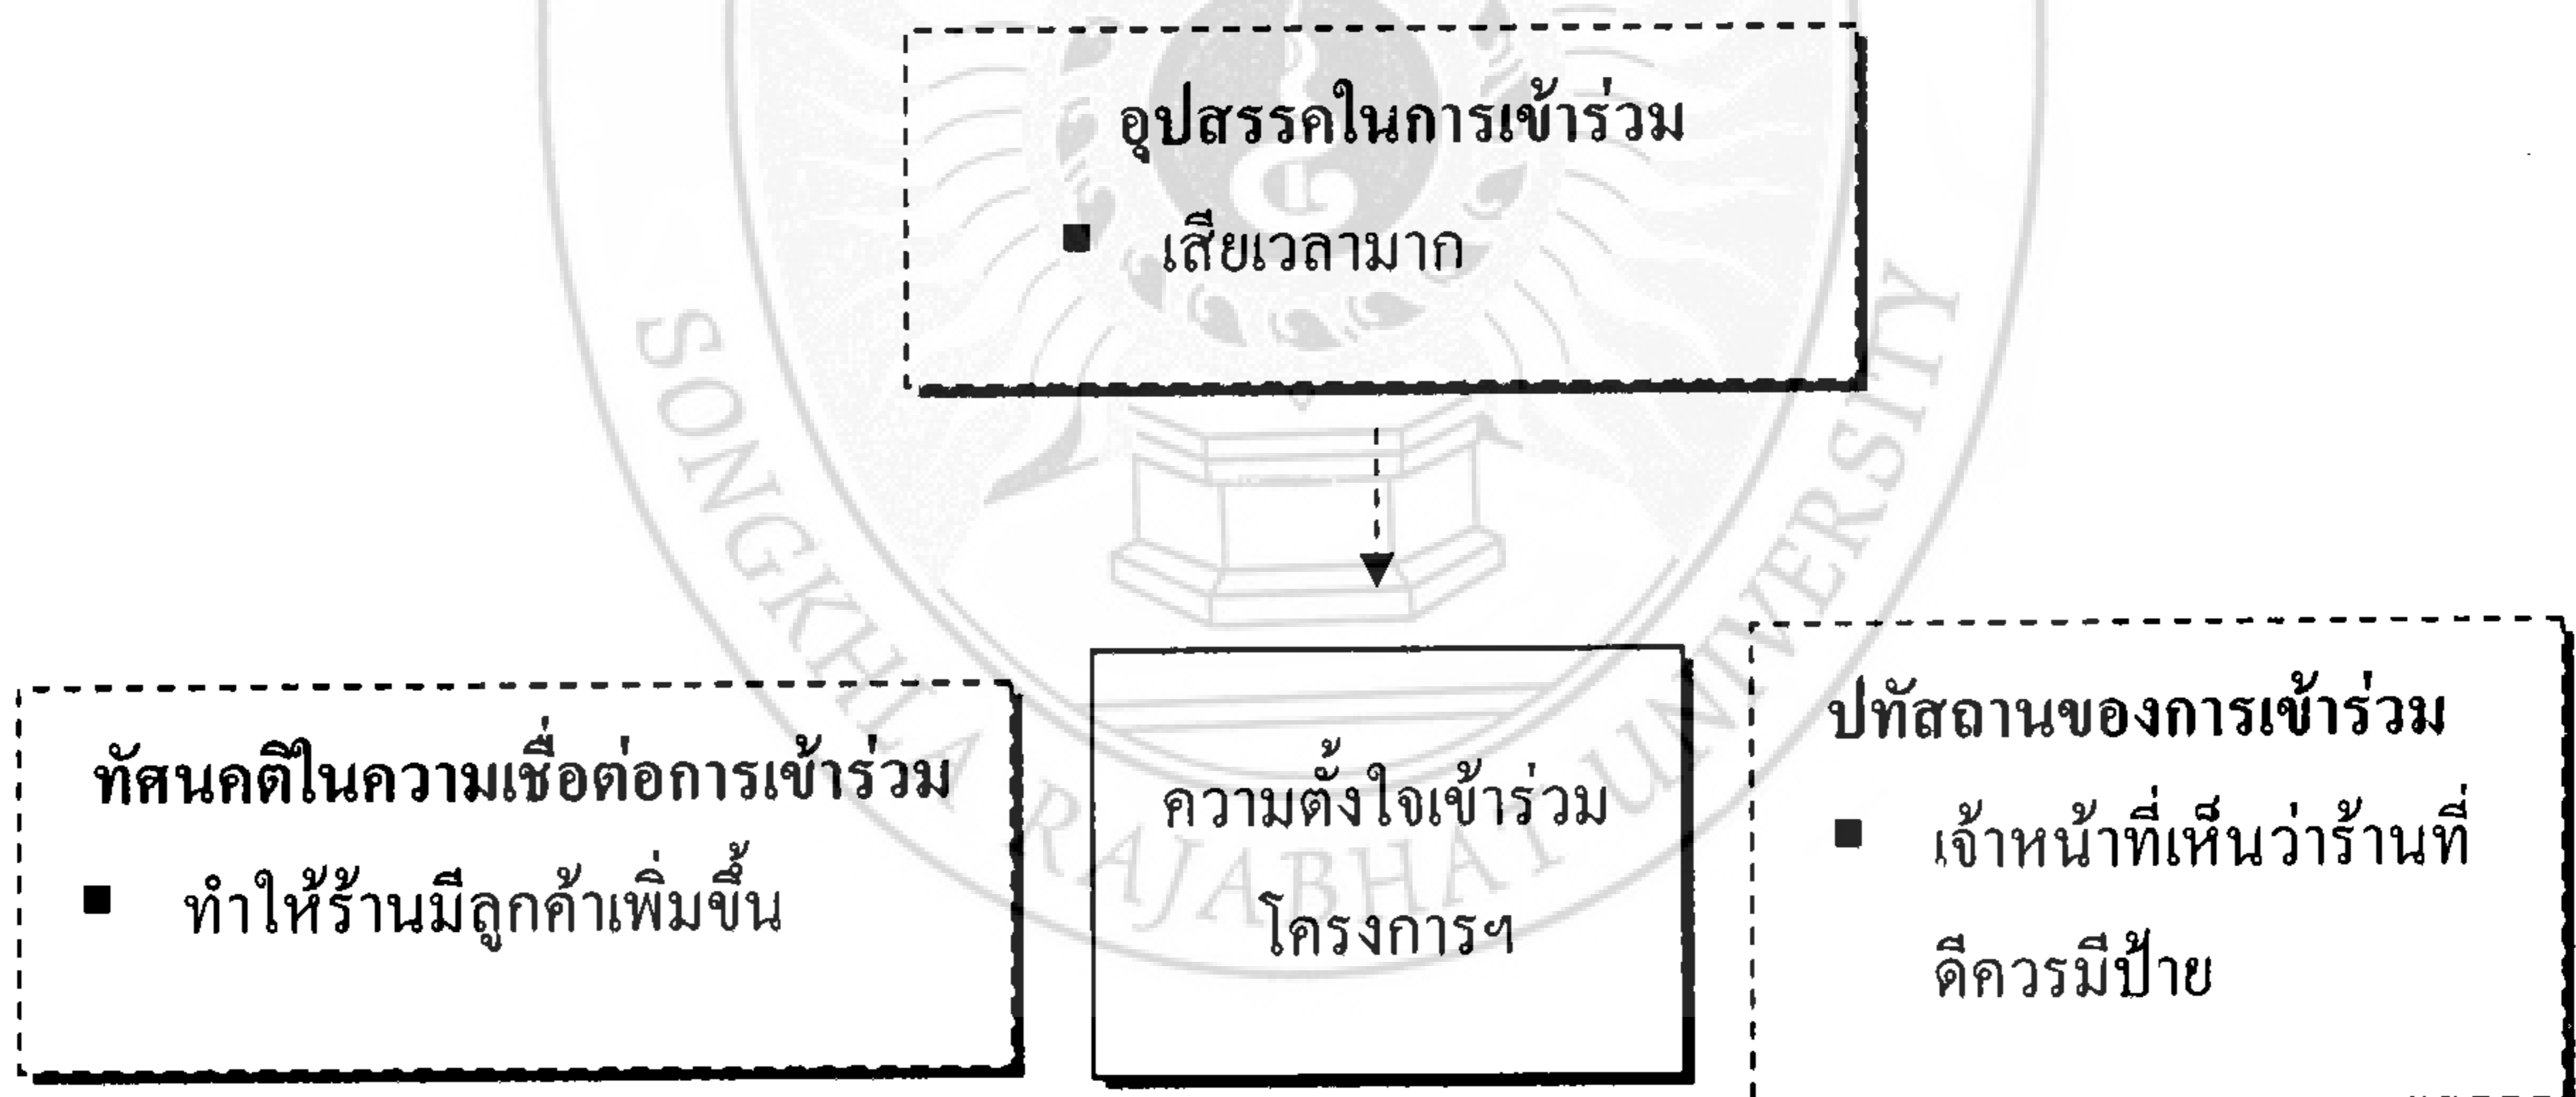 อุปสรรคในการเข้าร่วม
■ เสียเวลามาก
ทัศนคติในความเชื่อต่อการเข้าร่วม
■ ทำให้ร้านมีลูกค้าเพิ่มขึ้น
ความตั้งใจเข้าร่วม
โครงการฯ
ปทัสถานของการเข้าร่วม
■ เจ้าหน้าที่เห็นว่าร้านที่
ดีควรมีป้าย
SONGKHLA RAJABHAT UNIVERSITY